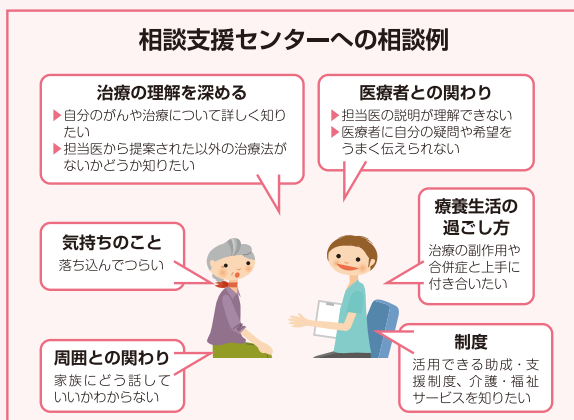 相談支援センターへの相談例
治療の理解を深める
▶自分のがんや治療について詳しく知り
たい
▶担当医から提案された以外の治療法が
ないかどうか知りたい
医療者との関わり
▶担当医の説明が理解できない
▶医療者に自分の疑問や希望を
うまく伝えられない
気持ちのこと
落ち込んでつらい
療養生活の
過ごし方
治療の副作用や
合併症と上手に
付き合いたい
周囲との関わり
家族にどう話して
いいかわからない
制度
活用できる助成・支
援制度、介護・福祉
サービスを知りたい